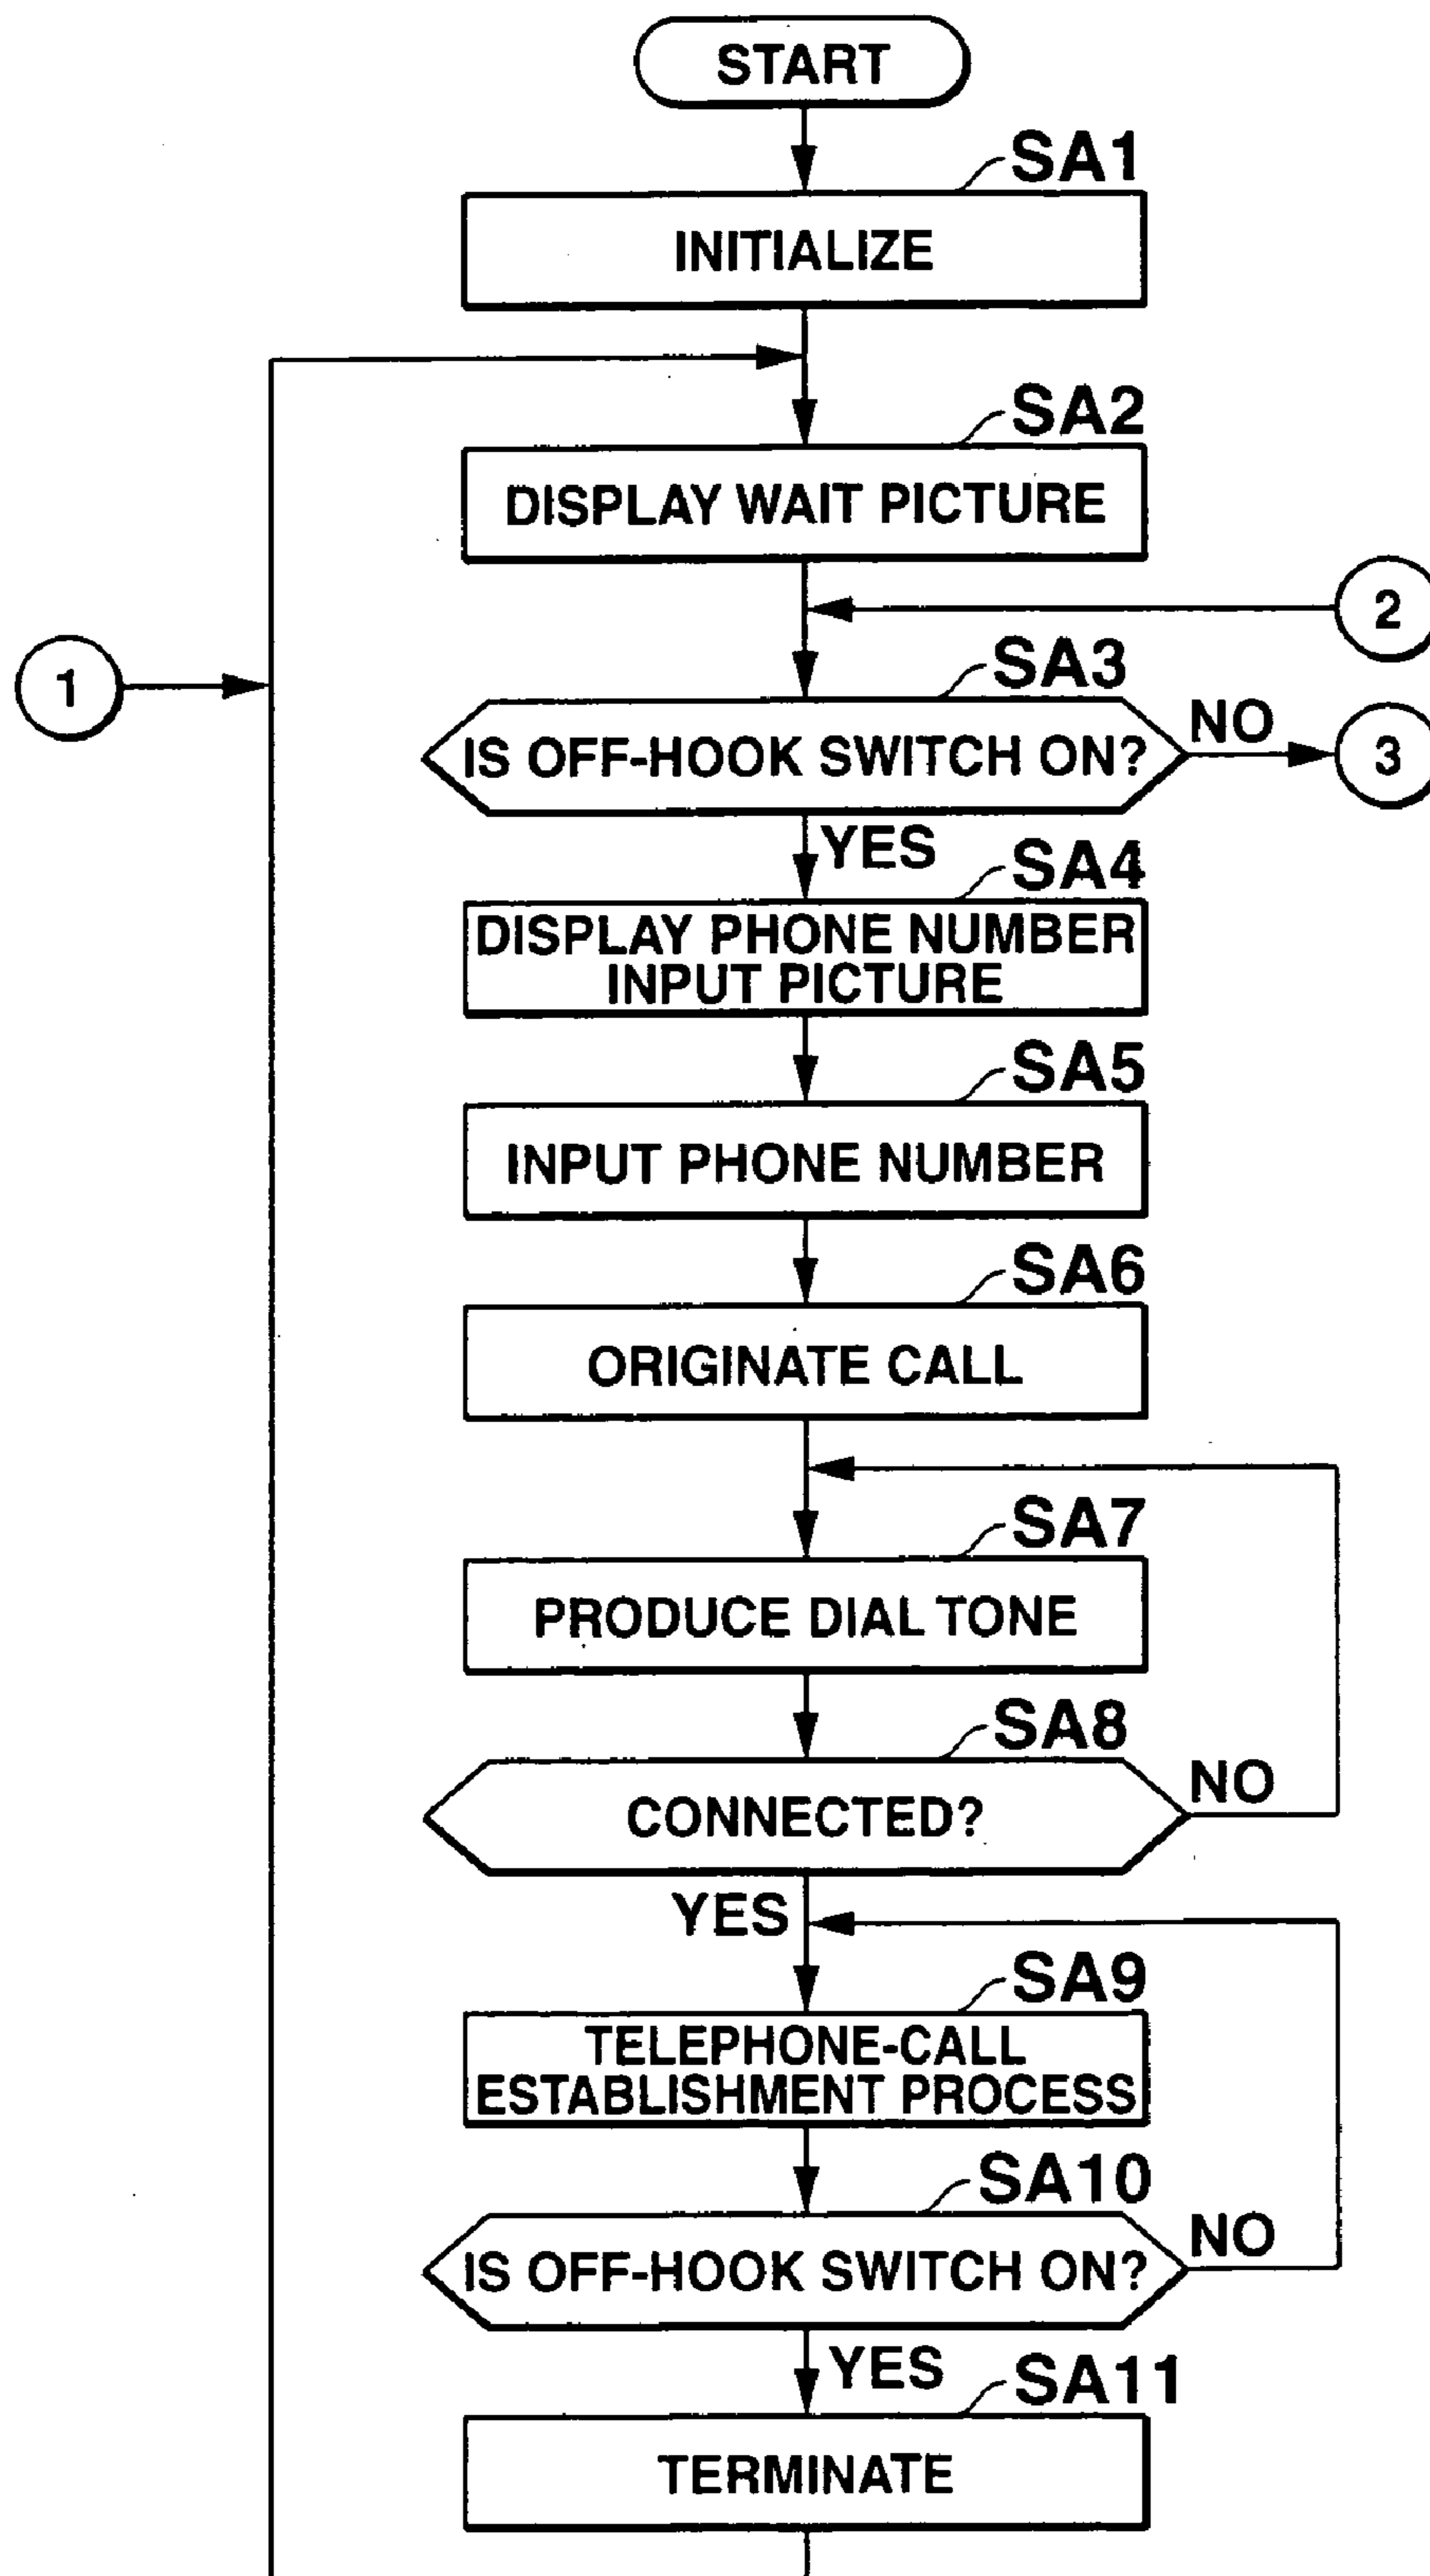 START
SA1
INITIALIZE
SA2
DISPLAY WAIT PICTURE
2
1
SA3
IS OFF-HOOK SWITCH ON?
NO
3
YES
SA4
DISPLAY PHONE NUMBER
INPUT PICTURE
SA5
INPUT PHONE NUMBER
SA6
ORIGINATE CALL
SA7
PRODUCE DIAL TONE
SA8
CONNECTED?
NO
YES
SA9
TELEPHONE-CALL
ESTABLISHMENT PROCESS
SA10
IS OFF-HOOK SWITCH ON?
NO
YES
SA11
TERMINATE